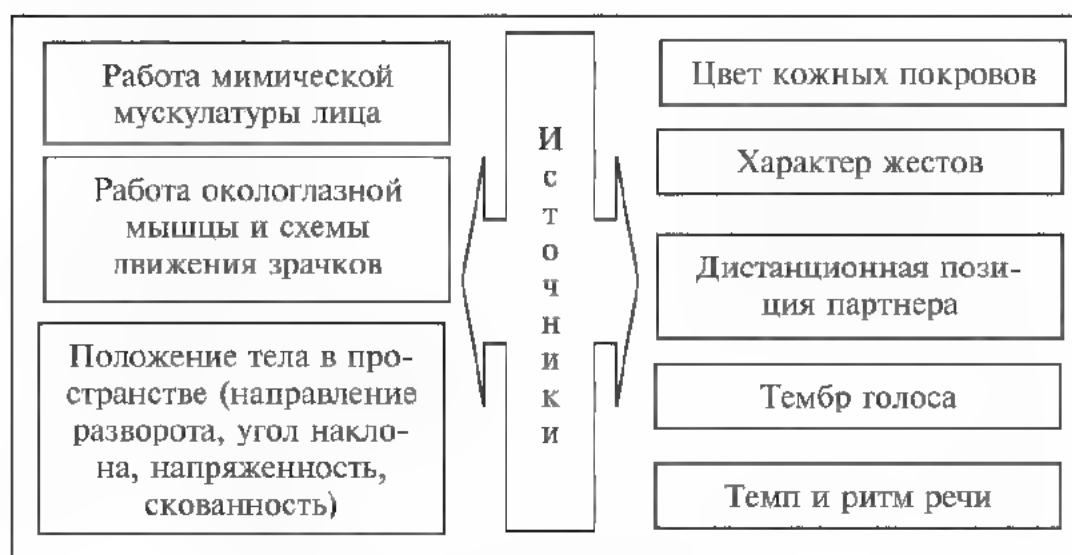 Работа мимической
мускулатуры лица
Работа окологлазной
мышцы и схемы
движения зрачков
Положение тела в про-
странстве (направление
разворота, угол накло-
на, напряженность,
скованность)
Источники
Цвет кожных покровов
Характер жестов
Дистанционная пози-
ция партнера
Тембр голоса
Темп и ритм речи